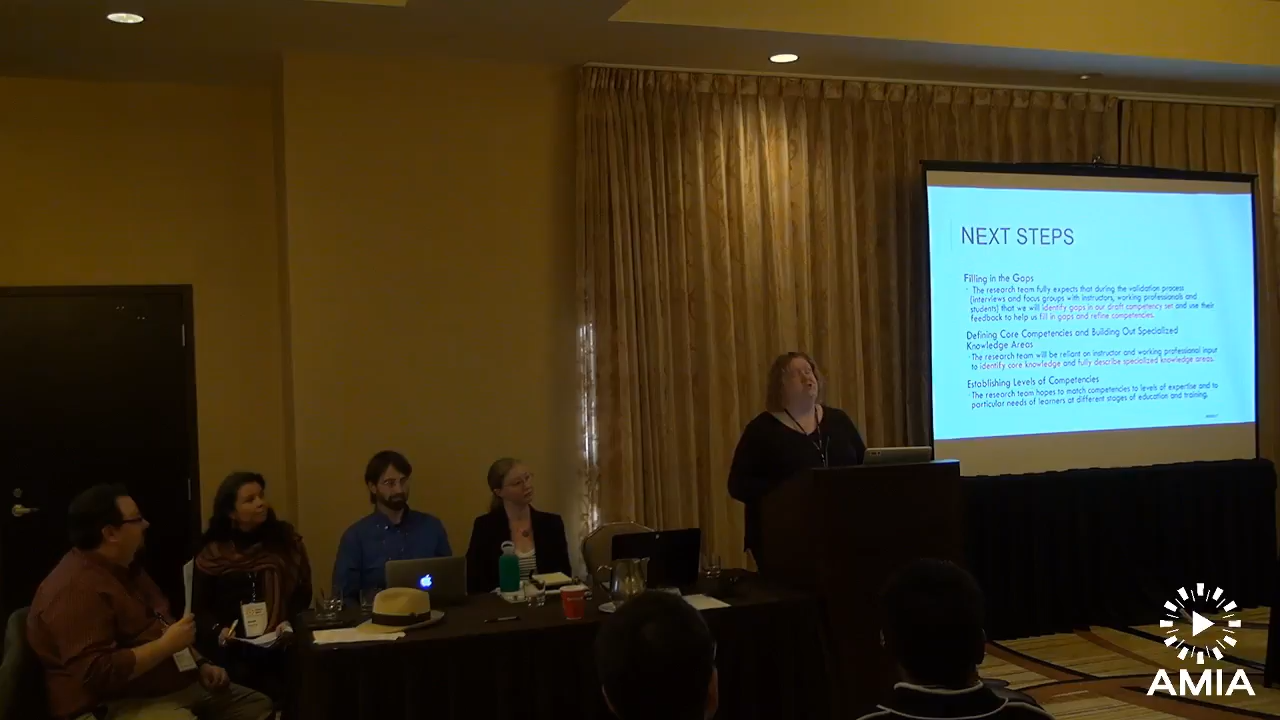 NEXT STEPS
Filling in the Gaps
The research team fully expects that during the validation process
(interviews and focus groups with instructors, working professionals and
students) that we will identify gaps in our draft competency set and use their
feedback to help us fill in gaps and refine competencies.
Defining Core Competencies and Building Out Specialized
Knowledge Areas
The research team will be reliant on instructor and working professional input
to identify core knowledge and fully describe specialized knowledge areas.
Establishing Levels of Competencies
The research team hopes to match competencies to levels of expertise and to
particular needs of learners at different stages of education and training.
AMIA